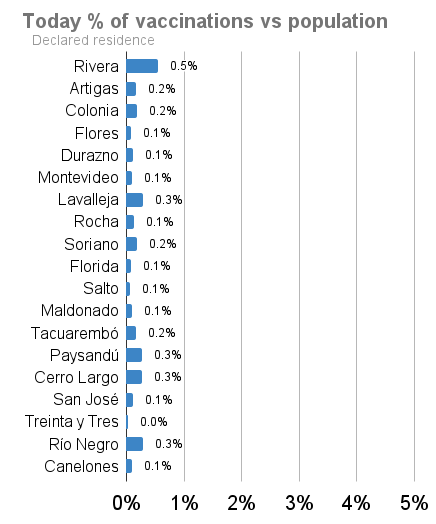 Today % of vaccinations vs population
Declared residence
Rivera 0.5%
Artigas 0.2%
Colonia 0.2%
Flores 0.1%
Durazno 0.1%
Montevideo 0.1%
Lavalleja 0.3%
Rocha 0.1%
Soriano 0.2%
Florida 0.1%
Salto 0.1%
Maldonado 0.1%
Tacuarembó 0.2%
Paysandú 0.3%
Cerro Largo 0.3%
San José 0.1%
Treinta y Tres 0.0%
Río Negro 0.3%
Canelones 0.1%
0% 1% 2% 3% 4% 5%